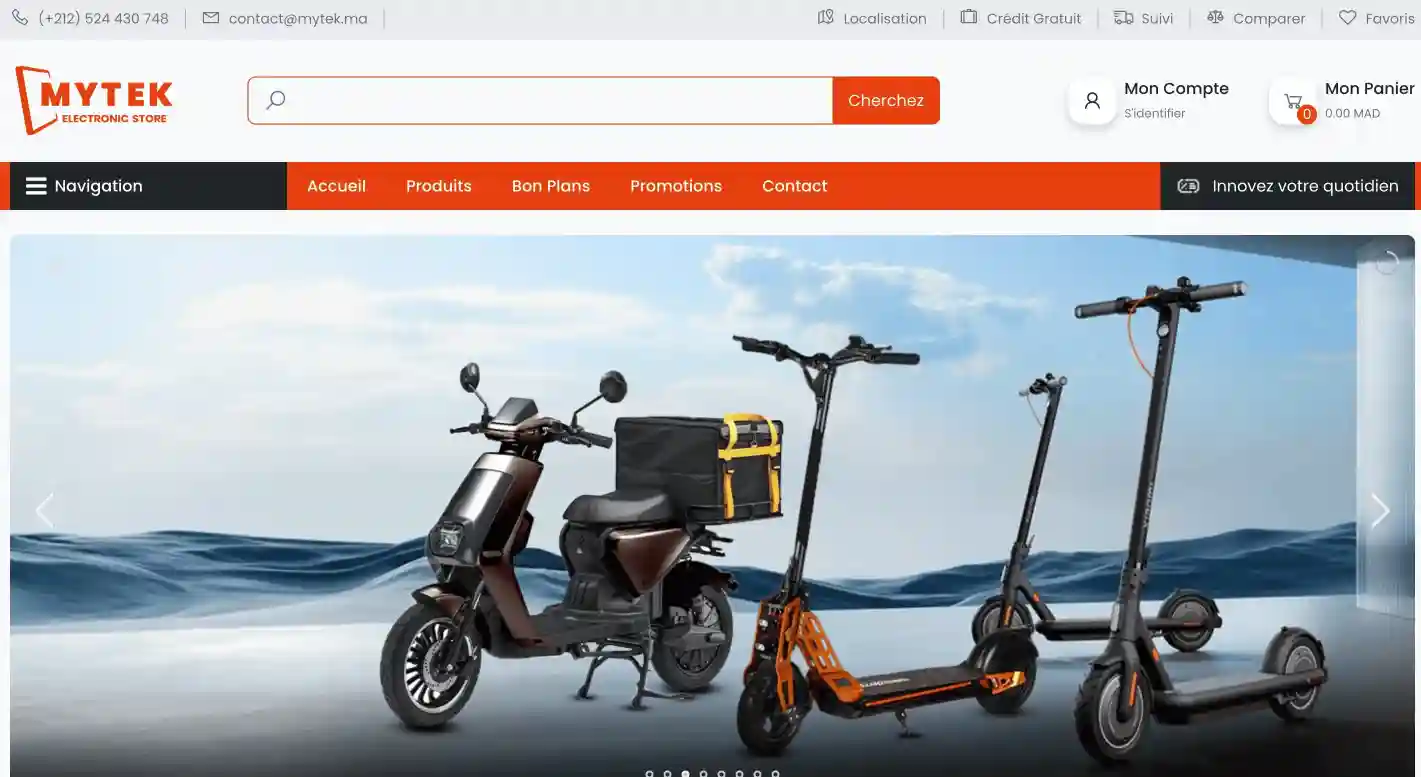 (+212) 524 430 748
contact@mytek.ma
Localisation
Crédit Gratuit
Suivi
Comparer
Favoris
MYTEK
ELECTRONIC STORE
Cherchez
Mon Compte
S'identifier
Mon Panier
0
0.00 MAD
Navigation
Accueil
Produits
Bon Plans
Promotions
Contact
Innovez votre quotidien